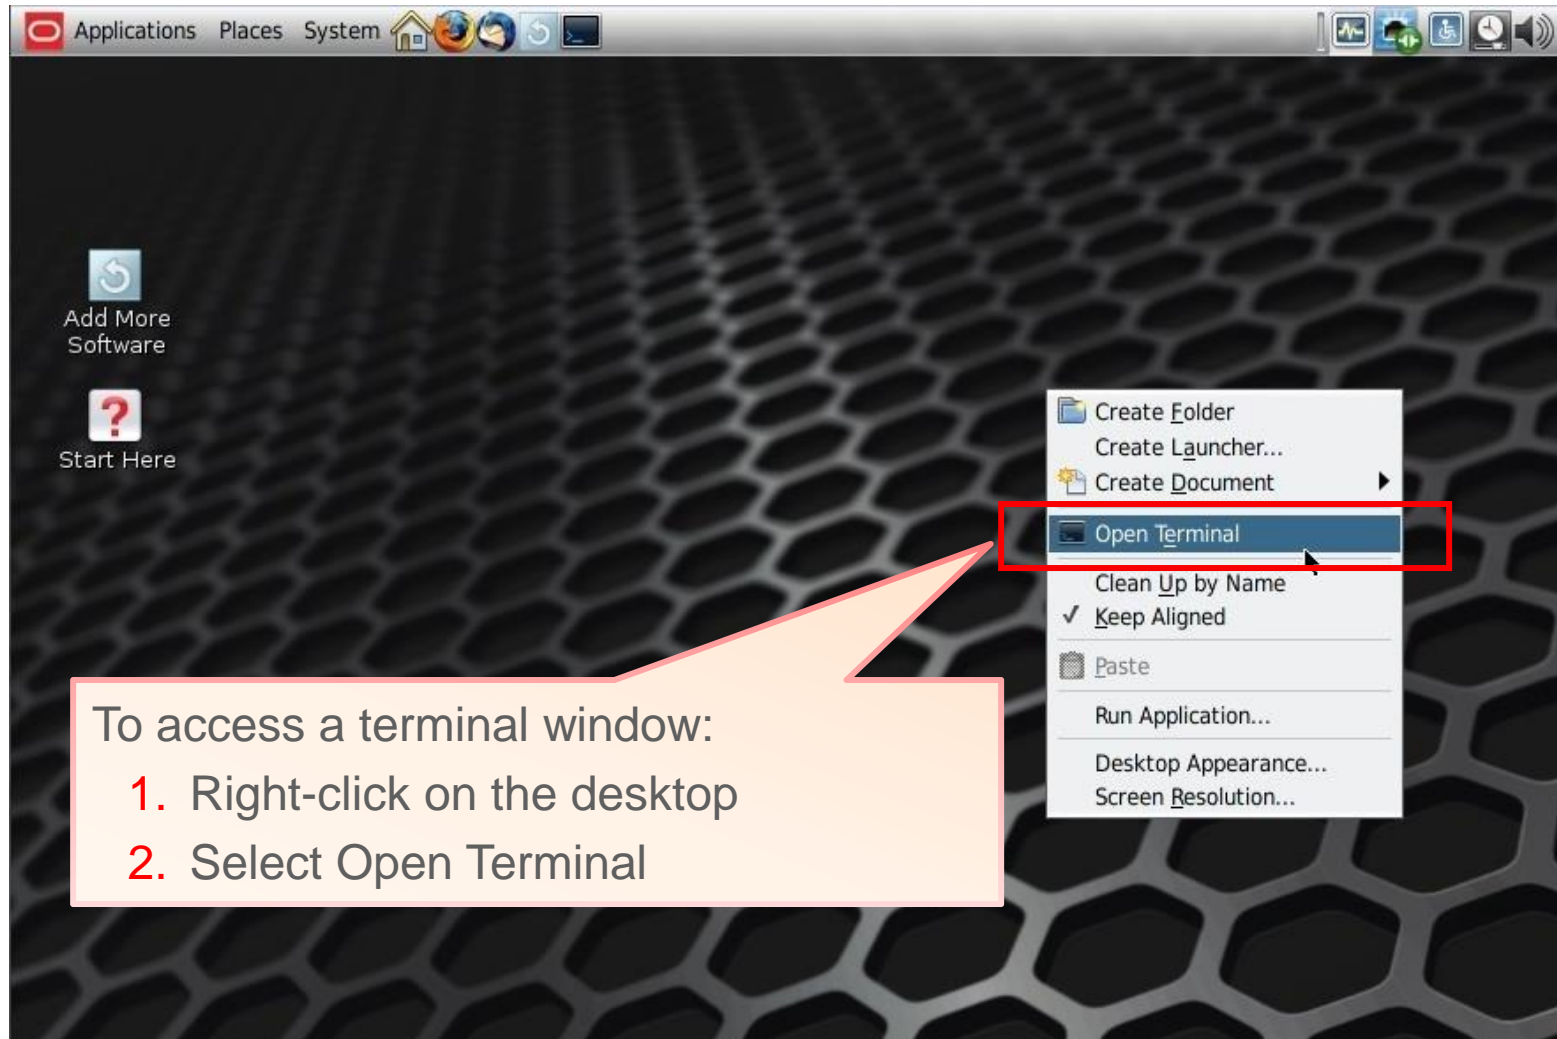 Applications Places System
Add More
Software
Start Here
Create Folder
Create Launcher...
Create Document
Open Terminal
Clean Up by Name
Keep Aligned
Paste
Run Application...
Desktop Appearance...
Screen Resolution...
To access a terminal window:
1. Right-click on the desktop
2. Select Open Terminal